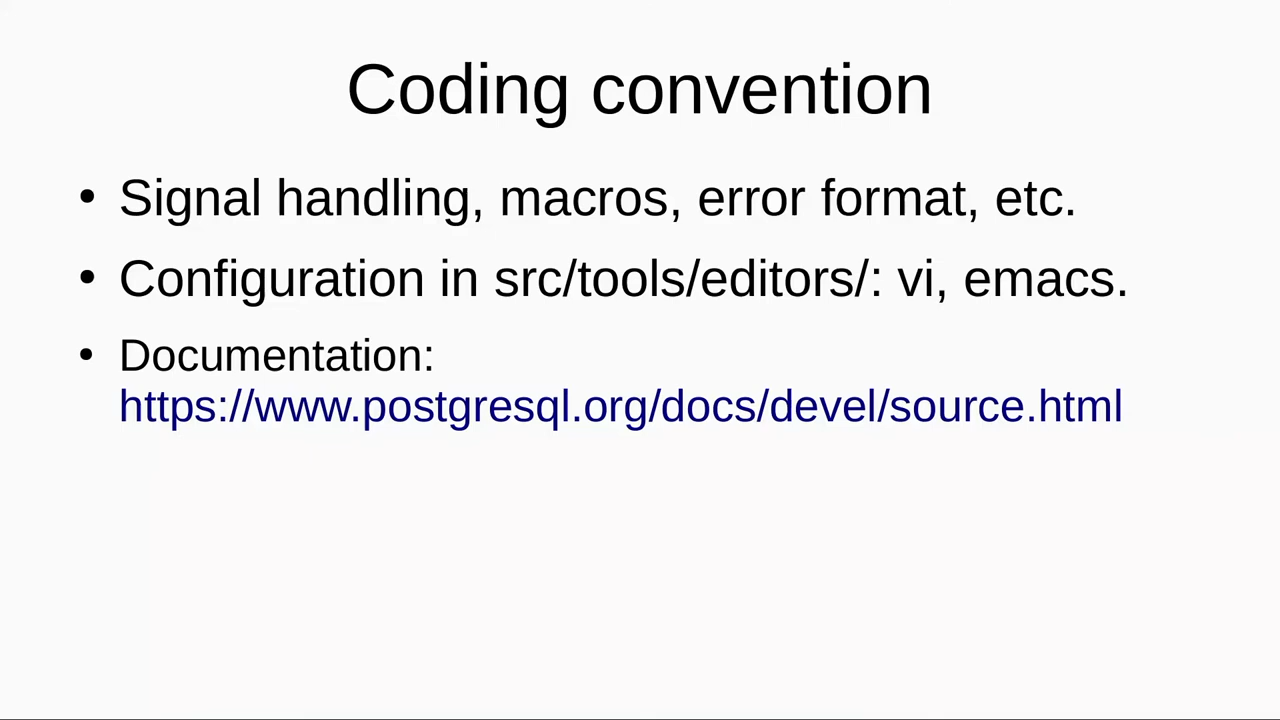 Coding convention
• Signal handling, macros, error format, etc.
• Configuration in src/tools/editors/: vi, emacs.
• Documentation:
https://www.postgresql.org/docs/devel/source.html